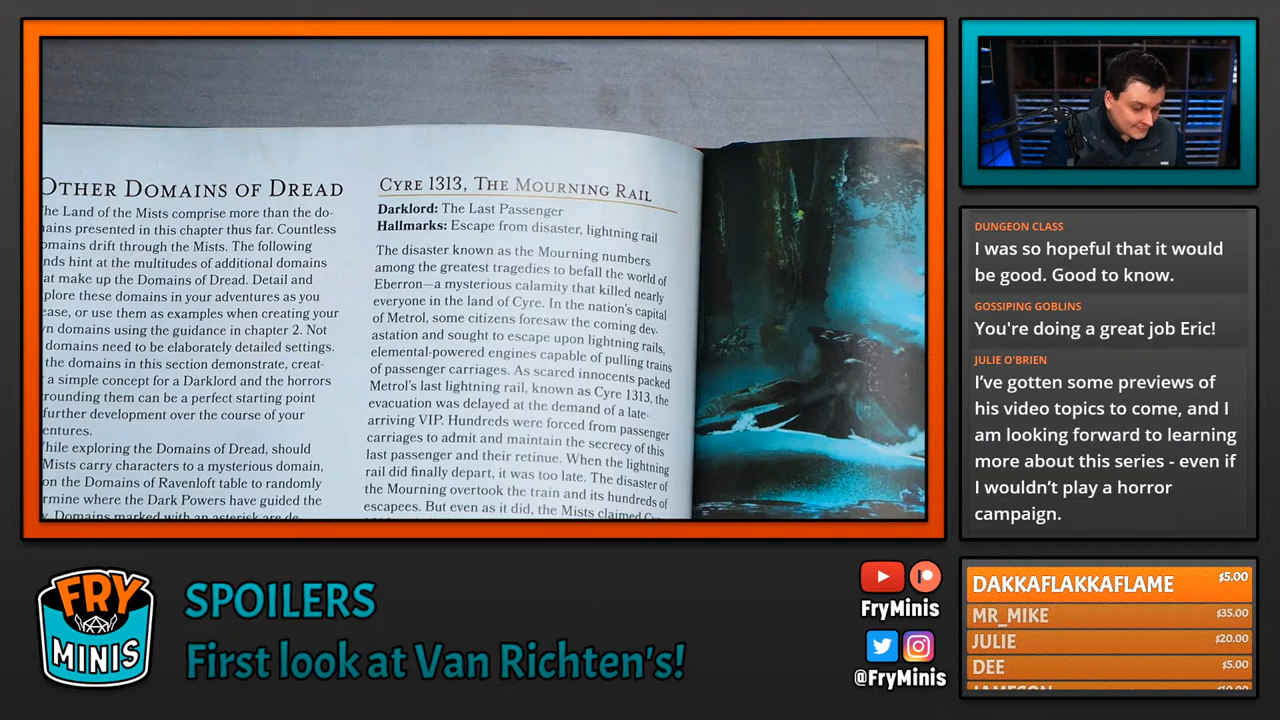 OTHER DOMAINS OF DREAD
he Land of the Mists comprise more than the do-
ains presented in this chapter thus far. Countless
omains drift through the Mists. The following
nds hint at the multitudes of additional domains
at make up the Domains of Dread. Detail and
plore these domains in your adventures as you
ease, or use them as examples when creating your
n domains using the guidance in chapter 2. Not
domains need to be elaborately detailed settings.
the domains in this section demonstrate, creat-
a simple concept for a Darklord and the horrors
rounding them can be a perfect starting point
further development over the course of your
entures.
hile exploring the Domains of Dread, should
Mists carry characters to a mysterious domain,
on the Domains of Ravenloft table to randomly
rmine where the Dark Powers have guided the
Domains marked with an asterisk are de-
CYRE 1313, THE MOURNING RAIL
Darklord: The Last Passenger
Hallmarks: Escape from disaster, lightning rail
The disaster known as the Mourning numbers
among the greatest tragedies to befall the world of
Eberron—a mysterious calamity that killed nearly
everyone in the land of Cyre. In the nation's capital
of Metrol, some citizens foresaw the coming dev-
astation and sought to escape upon lightning rails,
elemental-powered engines capable of pulling trains
of passenger carriages. As scared innocents packed
Metrol's last lightning rail, known as Cyre 1313, the
evacuation was delayed at the demand of a late-
arriving VIP. Hundreds were forced from passenger
carriages to admit and maintain the secrecy of this
last passenger and their retinue. When the lightning
rail did finally depart, it was too late. The disaster of
the Mourning overtook the train and its hundreds of
escapees. But even as it did, the Mists claimed
DUNGEON CLASS
I was so hopeful that it would
be good. Good to know.
GOSSIPING GOBLINS
You're doing a great job Eric!
JULIE O'BRIEN
I've gotten some previews of
his video topics to come, and I
am looking forward to learning
more about this series - even if
I wouldn't play a horror
campaign.
FRY
MINIS
SPOILERS
First look at Van Richten's!
FryMinis
@FryMinis
DAKKAFLAKKAFLAME $5.00
MR_MIKE $35.00
JULIE $20.00
DEE $5.00